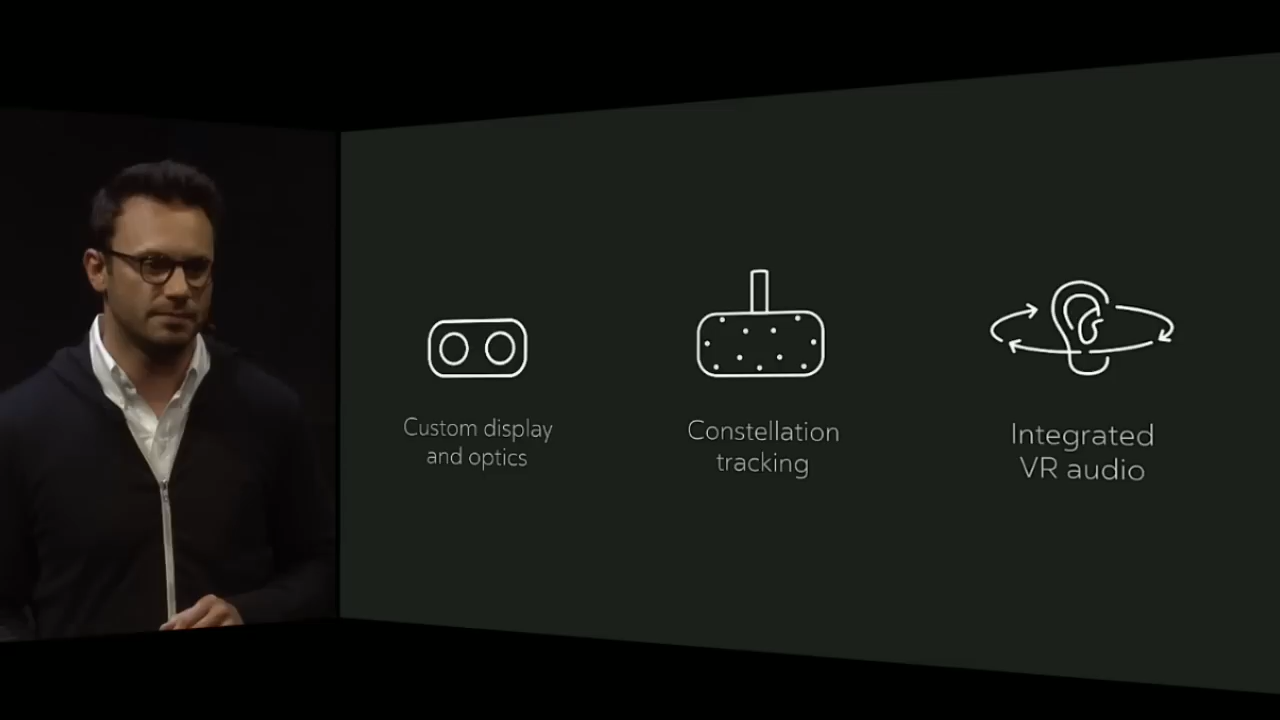 Custom display
and optics
Constellation
tracking
Integrated
VR audio